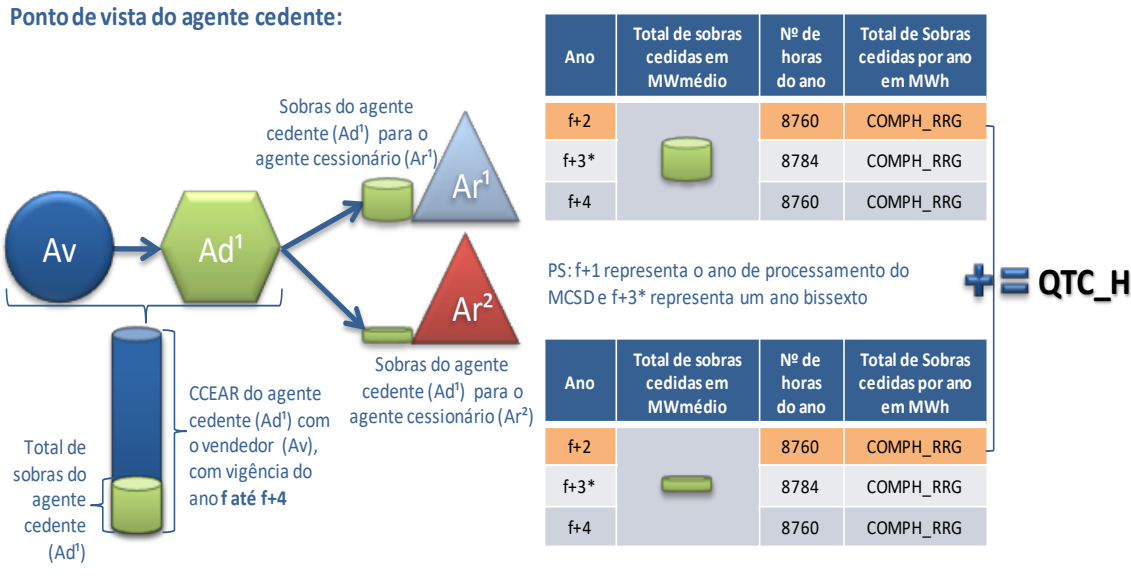 Ponto de vista do agente cedente:
Sobras do agente
cedente (Ad¹) para o
agente cessionário (Ar¹)
Av
Ad¹
Ar¹
Ar²
Sobras do agente
cedente (Ad¹) para o
agente cessionário (Ar²)
CCEAR do agente
cedente (Ad¹) com
o vendedor (Av),
com vigência do
ano f até f+4
Total de
sobras do
agente
cedente
(Ad¹)
Ano
Total de sobras
cedidas em
MWmédio
Nº de
horas
do ano
Total de Sobras
cedidas por ano
em MWh
f+2 8760 COMPH_RRG
f+3* 8784 COMPH_RRG
f+4 8760 COMPH_RRG
PS: f+1 representa o ano de processamento do
MCSD e f+3* representa um ano bissexto
+ = QTC_H
Ano
Total de sobras
cedidas em
MWmédio
Nº de
horas
do ano
Total de Sobras
cedidas por ano
em MWh
f+2 8760 COMPH_RRG
f+3* 8784 COMPH_RRG
f+4 8760 COMPH_RRG